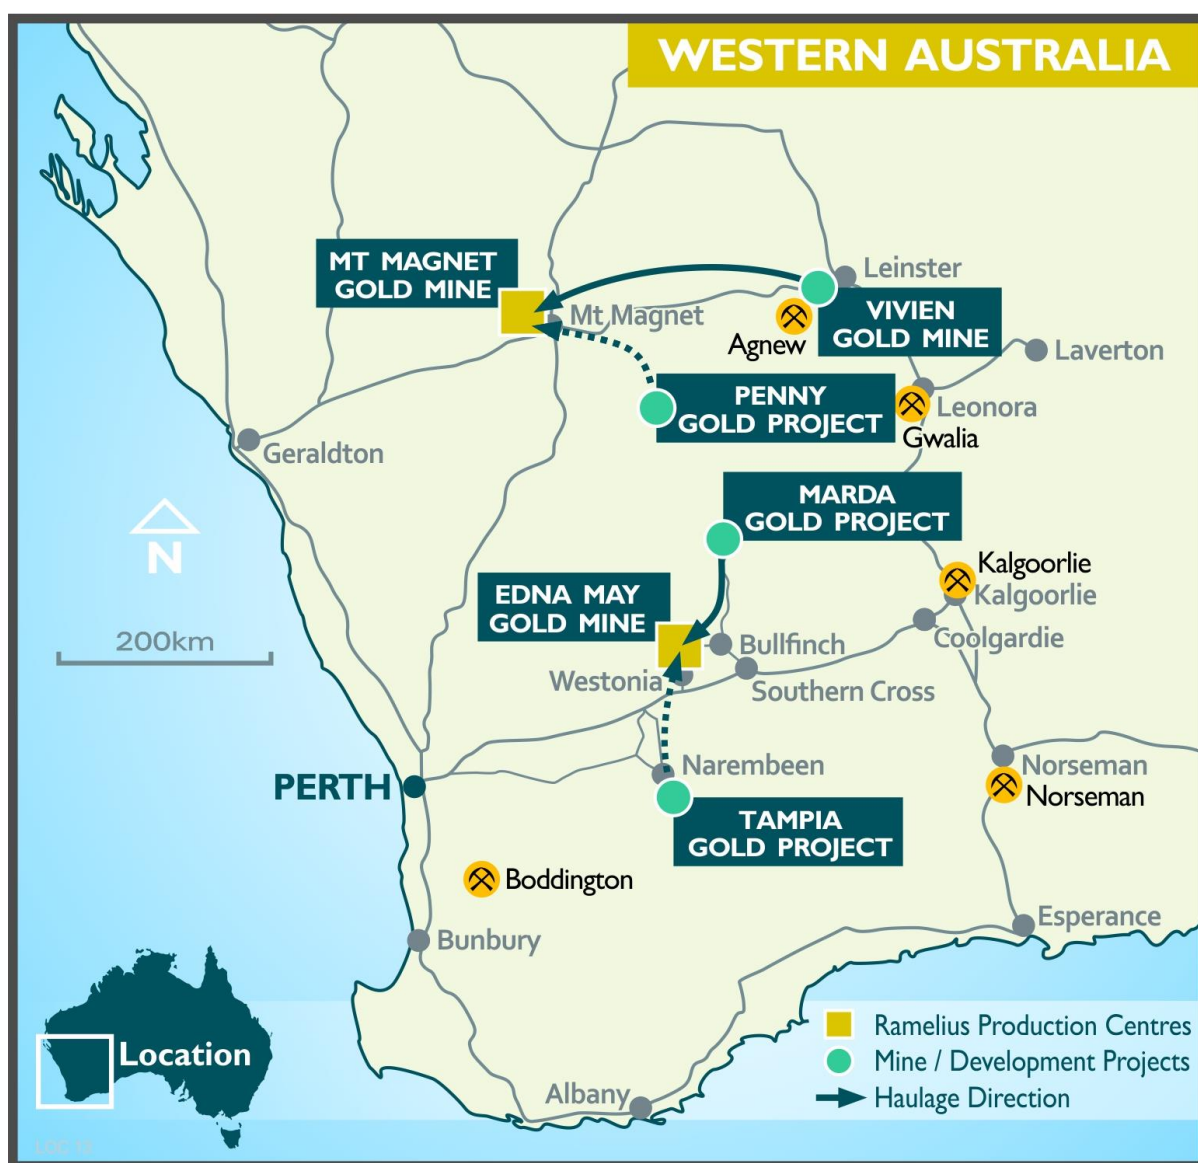 WESTERN AUSTRALIA
MT MAGNET
GOLD MINE
Mt Magnet
Leinster
VIVIEN
GOLD MINE
Agnew
Laverton
PENNY
GOLD PROJECT
Leonora
Gwalia
Geraldton
MARDA
GOLD PROJECT
N
200km
Kalgoorlie
Kalgoorlie
EDNA MAY
GOLD MINE
Coolgardie
Bullfinch
Westonia
Southern Cross
Narembeen
PERTH
Norseman
Norseman
TAMPIA
GOLD PROJECT
Boddington
Bunbury
Esperance
Albany
Location
Ramelius Production Centres
Mine / Development Projects
Haulage Direction